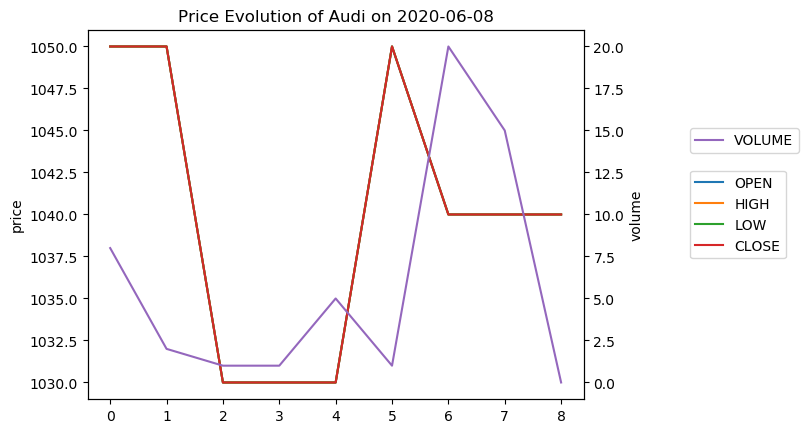 Price Evolution of Audi on 2020-06-08
1050.0
1047.5
1045.0
1042.5
1040.0
1037.5
1035.0
1032.5
1030.0
price
0 1 2 3 4 5 6 7 8
20.0
17.5
15.0
12.5
10.0
7.5
5.0
2.5
0.0
volume
VOLUME
OPEN
HIGH
LOW
CLOSE